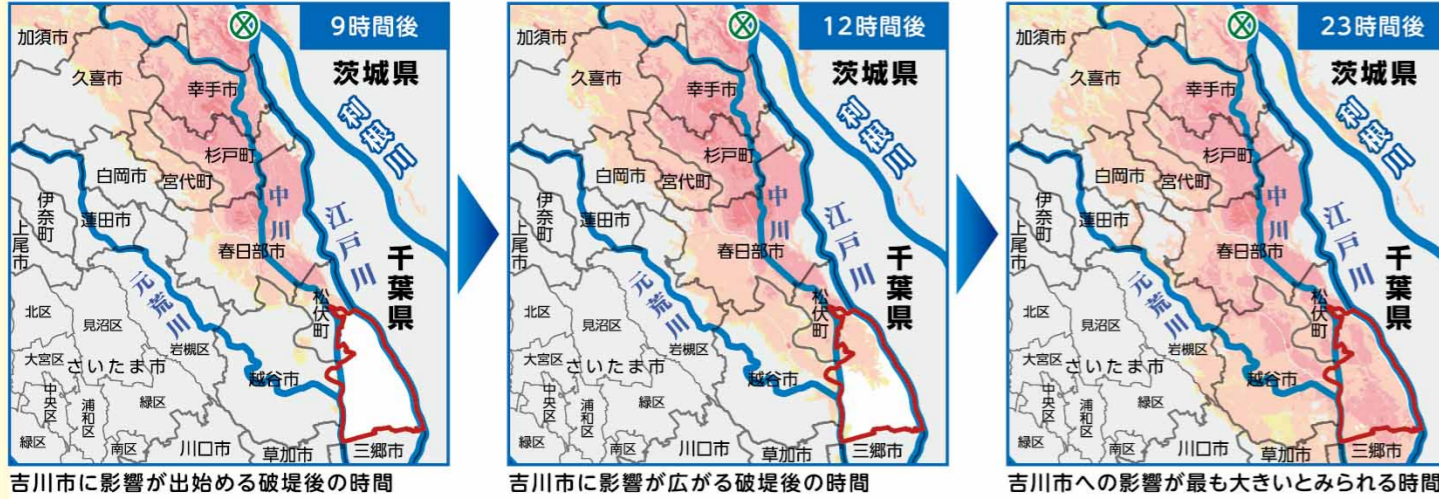 9時間後
加須市
久喜市
幸手市
茨城県
利根川
杉戸町
白岡市
宮代町
中川
伊奈町
蓮田市
江戸川
上尾市
春日部市
千葉県
元荒川
松伏町
北区
見沼区
岩槻区
大宮区
さいたま市
越谷市
中央区
浦和区
緑区
緑区
南区
川口市
草加市
三郷市
吉川市に影響が出始める破堤後の時間
12時間後
加須市
久喜市
幸手市
茨城県
利根川
杉戸町
白岡市
宮代町
中川
伊奈町
蓮田市
江戸川
上尾市
春日部市
千葉県
元荒川
松伏町
北区
見沼区
岩槻区
大宮区
さいたま市
越谷市
中央区
浦和区
緑区
緑区
南区
川口市
草加市
三郷市
吉川市に影響が広がる破堤後の時間
23時間後
加須市
久喜市
幸手市
茨城県
利根川
杉戸町
白岡市
宮代町
中川
伊奈町
蓮田市
江戸川
上尾市
春日部市
千葉県
元荒川
松伏町
北区
見沼区
岩槻区
大宮区
さいたま市
越谷市
中央区
浦和区
緑区
緑区
南区
川口市
草加市
三郷市
吉川市への影響が最も大きいとみられる時間